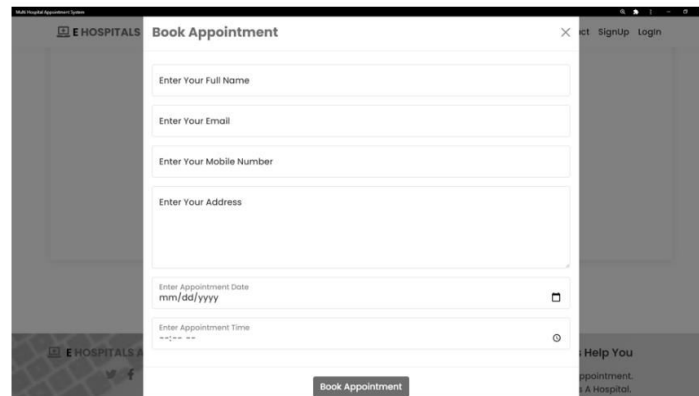 Multi Hospital Appointment System
E HOSPITALS
Book Appointment
ct SignUp Login
Enter Your Full Name
Enter Your Email
Enter Your Mobile Number
Enter Your Address
Enter Appointment Date
mm/dd/yyyy
Enter Appointment Time
--:-- --
E HOSPITALS A
s Help You
ppointment.
s A Hospital.
Book Appointment